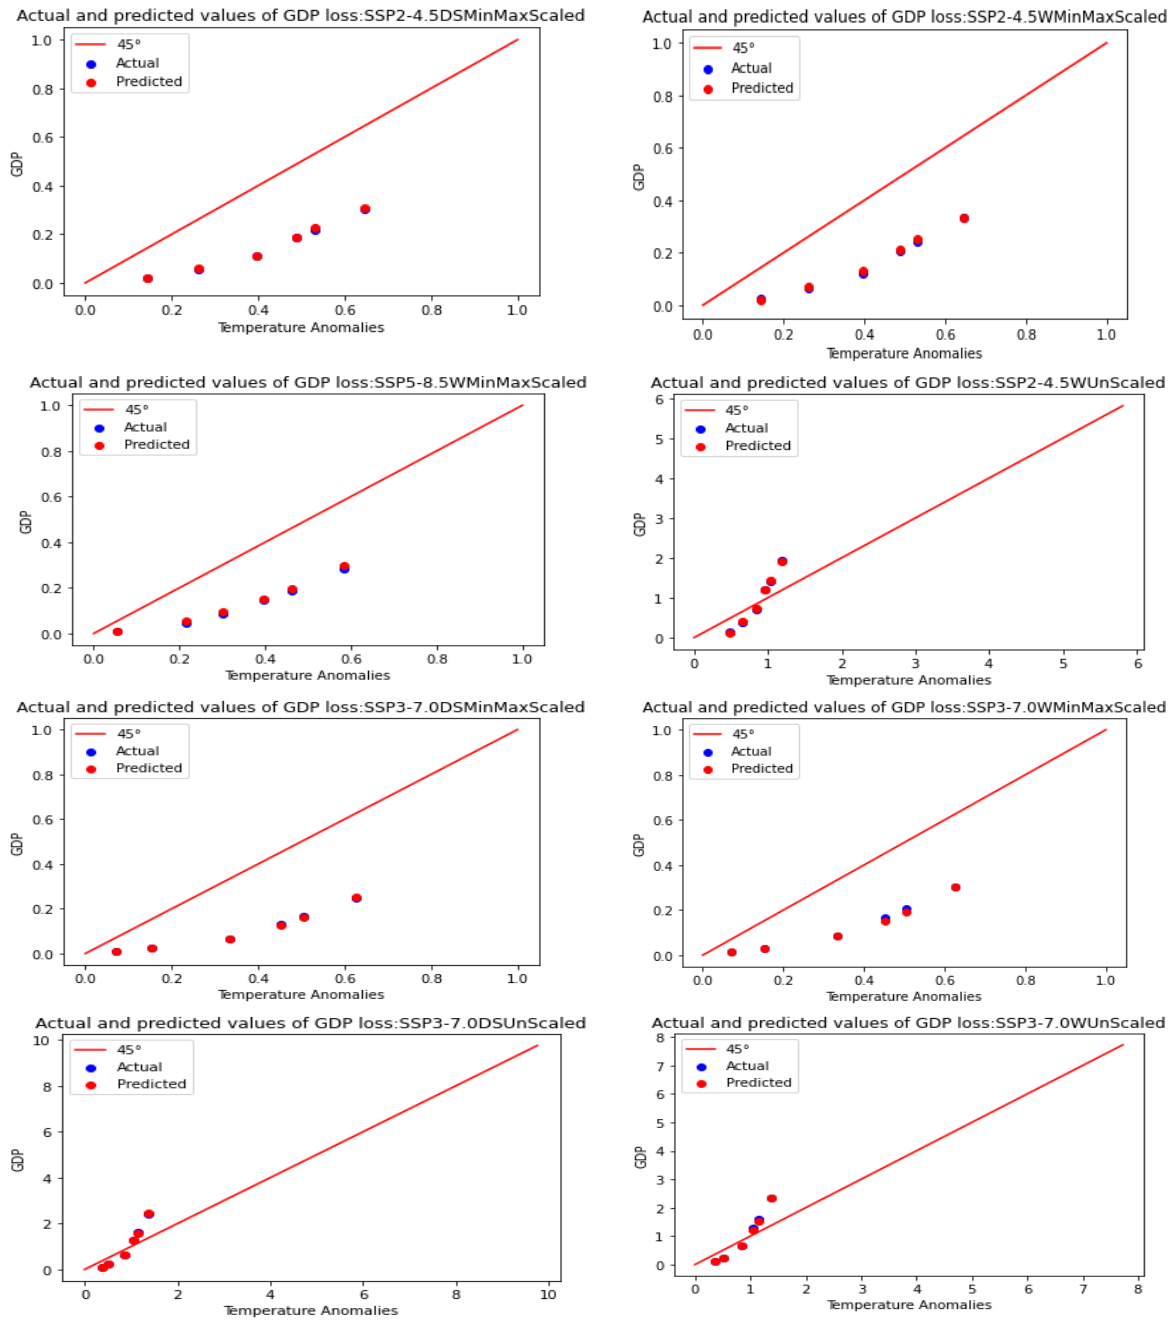 Actual and predicted values of GDP loss:SSP2-4.5DSMinMaxScaled
1.0
0.8
0.6
0.4
0.2
0.0
GDP
45°
Actual
Predicted
0.0 0.2 0.4 0.6 0.8 1.0
Temperature Anomalies
Actual and predicted values of GDP loss:SSP2-4.5WMinMaxScaled
1.0
0.8
0.6
0.4
0.2
0.0
GDP
45°
Actual
Predicted
0.0 0.2 0.4 0.6 0.8 1.0
Temperature Anomalies
Actual and predicted values of GDP loss:SSP5-8.5WMinMaxScaled
1.0
0.8
0.6
0.4
0.2
0.0
GDP
45°
Actual
Predicted
0.0 0.2 0.4 0.6 0.8 1.0
Temperature Anomalies
Actual and predicted values of GDP loss:SSP2-4.5WUnScaled
6
5
4
3
2
1
0
GDP
45°
Actual
Predicted
0 1 2 3 4 5 6
Temperature Anomalies
Actual and predicted values of GDP loss:SSP3-7.0DSMinMaxScaled
1.0
0.8
0.6
0.4
0.2
0.0
GDP
45°
Actual
Predicted
0.0 0.2 0.4 0.6 0.8 1.0
Temperature Anomalies
Actual and predicted values of GDP loss:SSP3-7.0WMinMaxScaled
1.0
0.8
0.6
0.4
0.2
0.0
GDP
45°
Actual
Predicted
0.0 0.2 0.4 0.6 0.8 1.0
Temperature Anomalies
Actual and predicted values of GDP loss:SSP3-7.0DSUnScaled
10
8
6
4
2
0
GDP
45°
Actual
Predicted
0 2 4 6 8 10
Temperature Anomalies
Actual and predicted values of GDP loss:SSP3-7.0WUnScaled
8
7
6
5
4
3
2
1
0
GDP
45°
Actual
Predicted
0 1 2 3 4 5 6 7 8
Temperature Anomalies